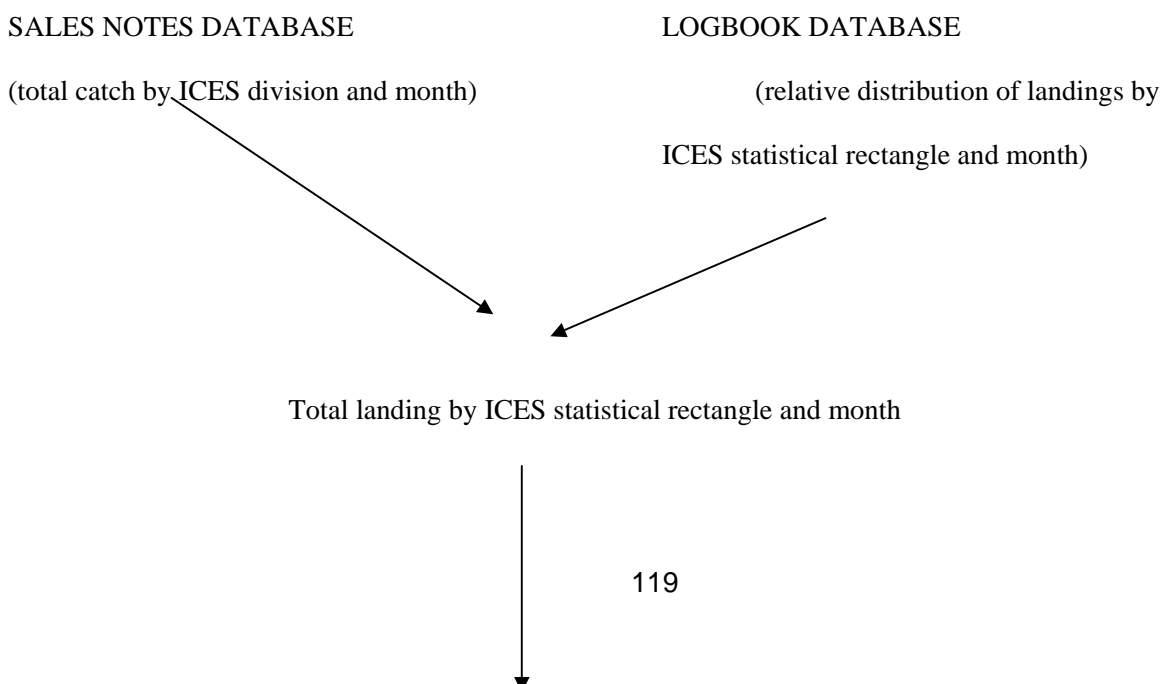 SALES NOTES DATABASE
LOGBOOK DATABASE
(total catch by ICES division and month)
(relative distribution of landings by
ICES statistical rectangle and month)
Total landing by ICES statistical rectangle and month
119